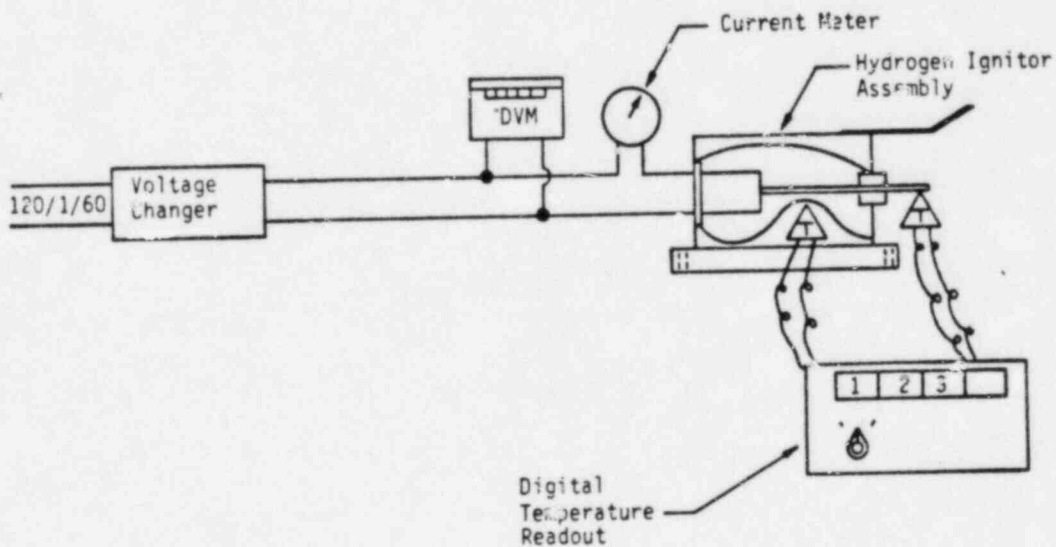 Current Meter
Hydrogen Ignitor
Assembly
DVM
120/1/60
Voltage
Changer
T
T
1 2 3
Digital
Temperature
Readout